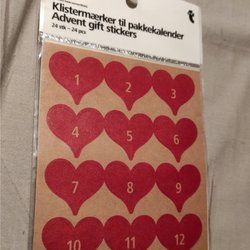 Klistermærker til pakkekalender
Advent gift stickers
24 stk – 24 pcs
1 2 3
4 5 6
7 8 9
10 11 12